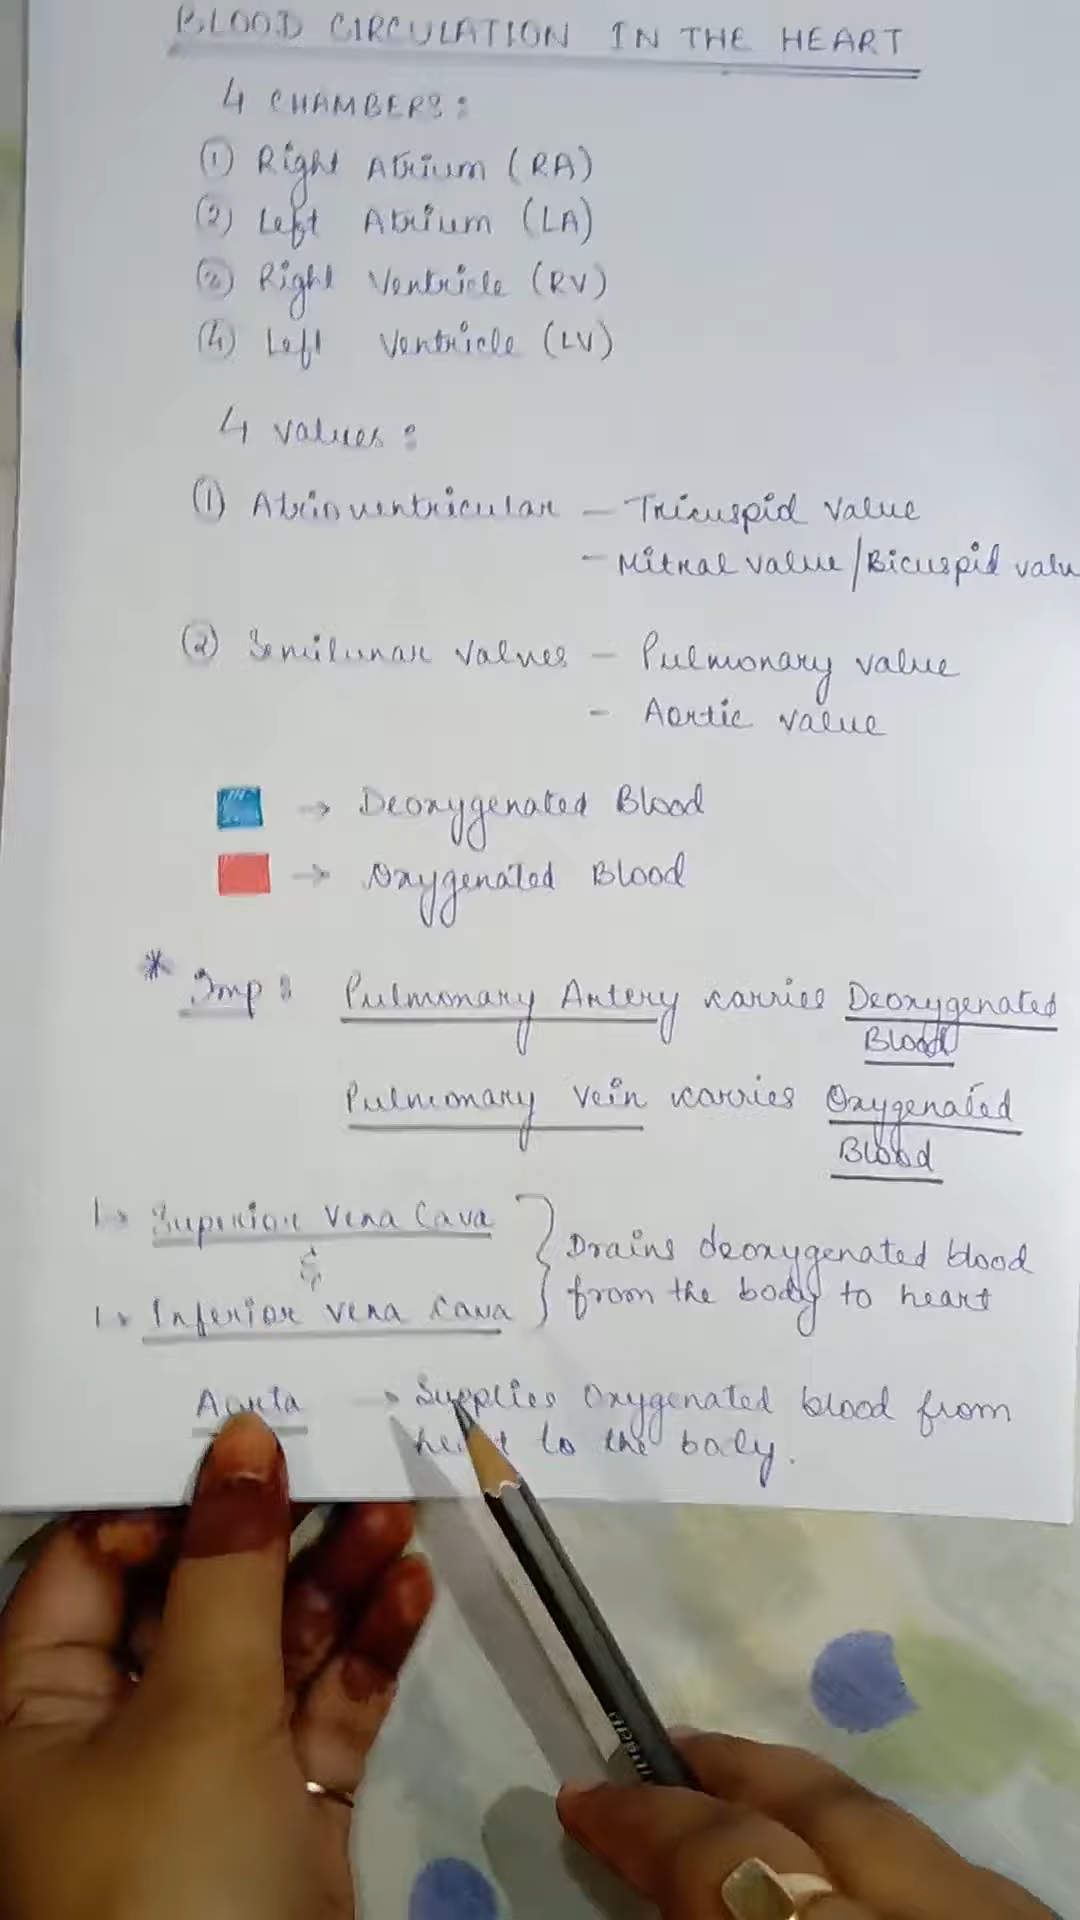 BLOOD CIRCULATION IN THE HEART
4 CHAMBERS:
① Right Atrium (RA)
② Left Atrium (LA)
③ Right Ventricle (RV)
④ Left Ventricle (LV)
4 valves:
① Atrioventricular – Tricuspid valve
– Mitral valve/Bicuspid valv
② Semilunar valves – Pulmonary valve
– Aortic valve
→ Deoxygenated Blood
→ Oxygenated Blood
* Imp: Pulmonary Artery carries Deoxygenated
Blood
Pulmonary vein carries Oxygenated
Blood
Superior vena cava
&
Inferior vena cava
} Drains deoxygenated blood
from the body to heart
Aorta → Supplies Oxygenated blood from
heart to the body.